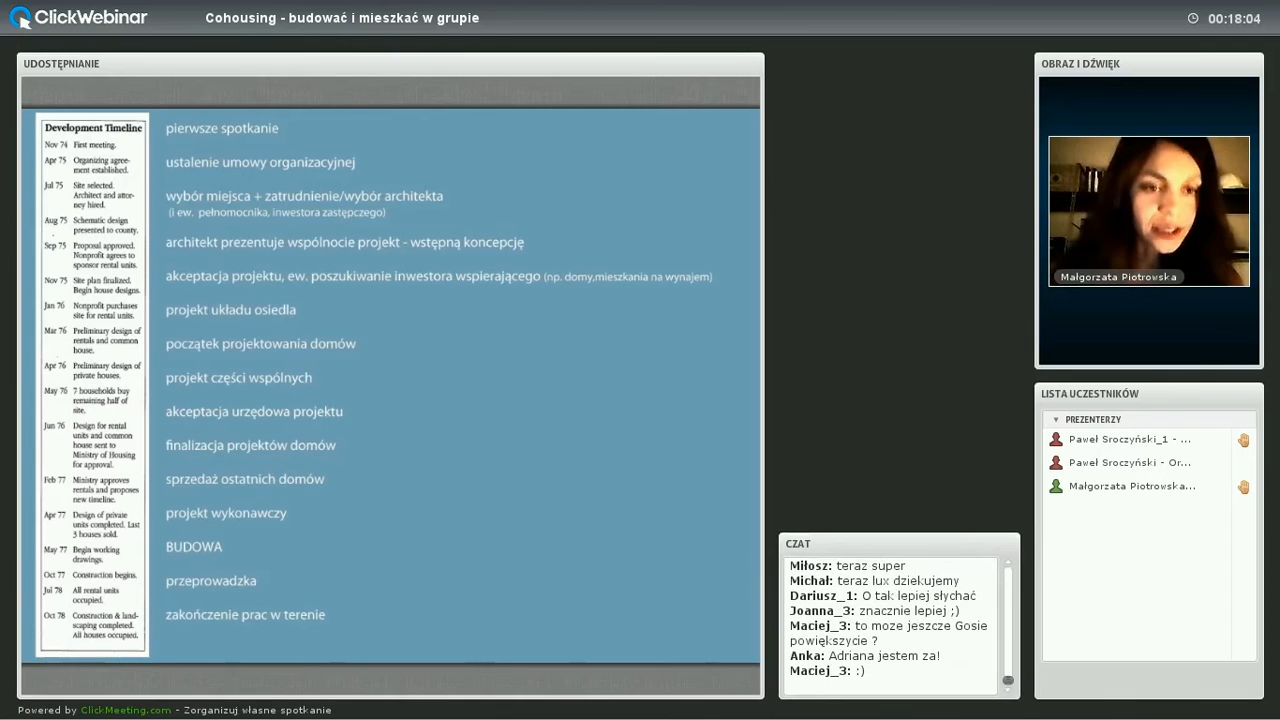 ClickWebinar
Cohousing - budować i mieszkać w grupie
00:18:04
UDOSTĘPNIANIE
Development Timeline
Nov 74 First meeting.
Apr 75 Organizing agree-
ment established.
Jul 75 Site selected.
Architect and attor-
ney hired.
Aug 75 Schematic design
presented to county.
Sep 75 Proposal approved.
Nonprofit agrees to
sponsor rental units.
Nov 75 Site plan finalized.
Begin house designs.
Jan 76 Nonprofit purchases
site for rental units.
Mar 76 Preliminary design of
rentals and common
house.
Apr 76 Preliminary design of
private houses.
May 76 7 households buy
remaining half of
site.
Jun 76 Design for rental
units and common
house sent to
Ministry of Housing
for approval.
Feb 77 Ministry approves
rentals and proposes
new timeline.
Apr 77 Design of private
units completed. Last
3 houses sold.
May 77 Begin working
drawings.
Oct 77 Construction begins.
Jul 78 All rental units
occupied.
Oct 78 Construction & land-
scaping completed.
All houses occupied.
pierwsze spotkanie
ustalenie umowy organizacyjnej
wybór miejsca + zatrudnienie/wybór architekta
(i ew. pełnomocnika, inwestora zastępczego)
architekt prezentuje wspólnocie projekt - wstępną koncepcję
akceptacja projektu, ew. poszukiwanie inwestora wspierającego (np. domy,mieszkania na wynajem)
projekt układu osiedla
początek projektowania domów
projekt części wspólnych
akceptacja urzędowa projektu
finalizacja projektów domów
sprzedaż ostatnich domów
projekt wykonawczy
BUDOWA
przeprowadzka
zakończenie prac w terenie
OBRAZ I DŹWIĘK
Małgorzata Piotrowska
LISTA UCZESTNIKÓW
PREZENTERZY
Paweł Sroczyński_1 - ...
Paweł Sroczyński - Or...
Małgorzata Piotrowska...
CZAT
Miłosz: teraz super
Michał: teraz lux dziekujemy
Dariusz_1: O tak lepiej słychać
Joanna_3: znacznie lepiej ;)
Maciej_3: to moze jeszcze Gosie
powiększycie ?
Anka: Adriana jestem za!
Maciej_3: :)
Powered by ClickMeeting.com - Zorganizuj własne spotkanie